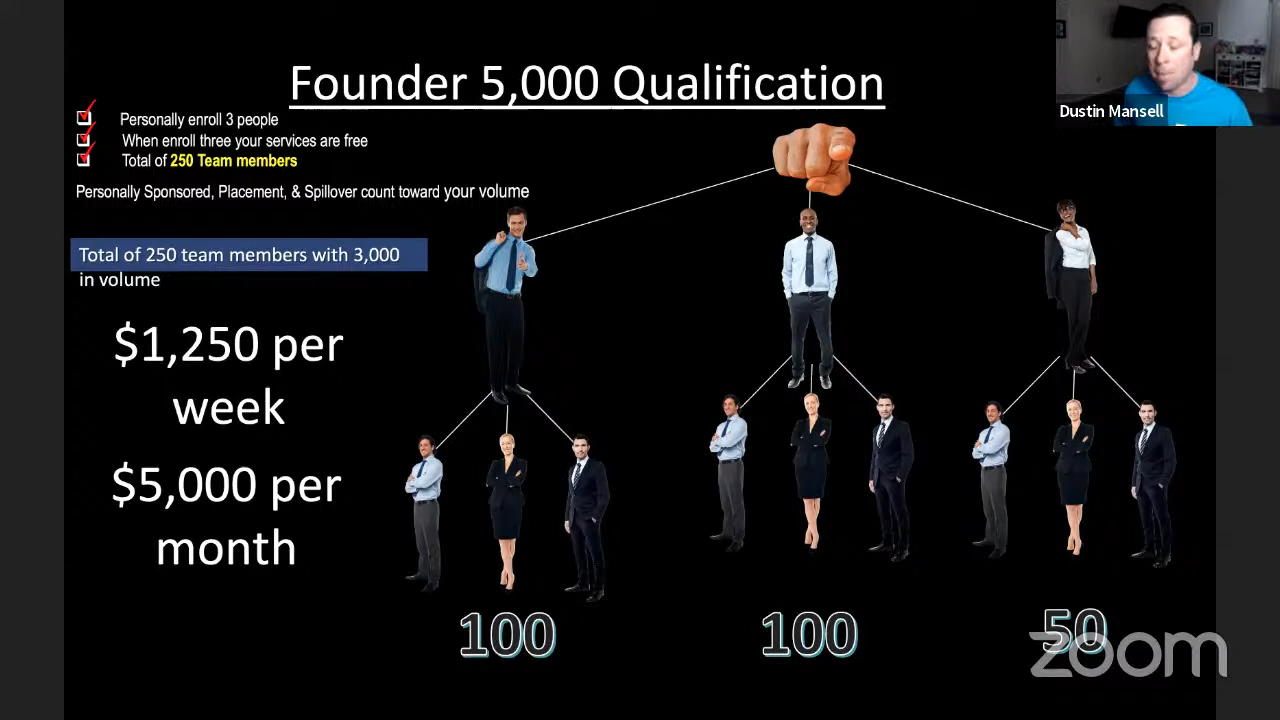 Founder 5,000 Qualification
Personally enroll 3 people
When enroll three your services are free
Total of 250 Team members
Personally Sponsored, Placement, & Spillover count toward your volume
Total of 250 team members with 3,000
in volume
$1,250 per
week
$5,000 per
month
100
100
50
Dustin Mansell
zoom